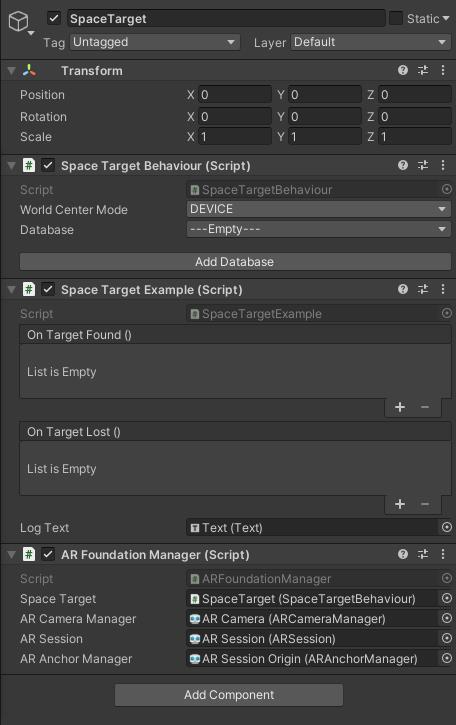 SpaceTarget Static
Tag Untagged Layer Default
Transform
Position X 0 Y 0 Z 0
Rotation X 0 Y 0 Z 0
Scale X 1 Y 1 Z 1
# Space Target Behaviour (Script)
Script # SpaceTargetBehaviour
World Center Mode DEVICE
Database ---Empty---
Add Database
# Space Target Example (Script)
Script # SpaceTargetExample
On Target Found ()
List is Empty
+ −
On Target Lost ()
List is Empty
+ −
Log Text T Text (Text)
# AR Foundation Manager (Script)
Script # ARFoundationManager
Space Target # SpaceTarget (SpaceTargetBehaviour)
AR Camera Manager AR Camera (ARCameraManager)
AR Session AR Session (ARSession)
AR Anchor Manager AR Session Origin (ARAnchorManager)
Add Component